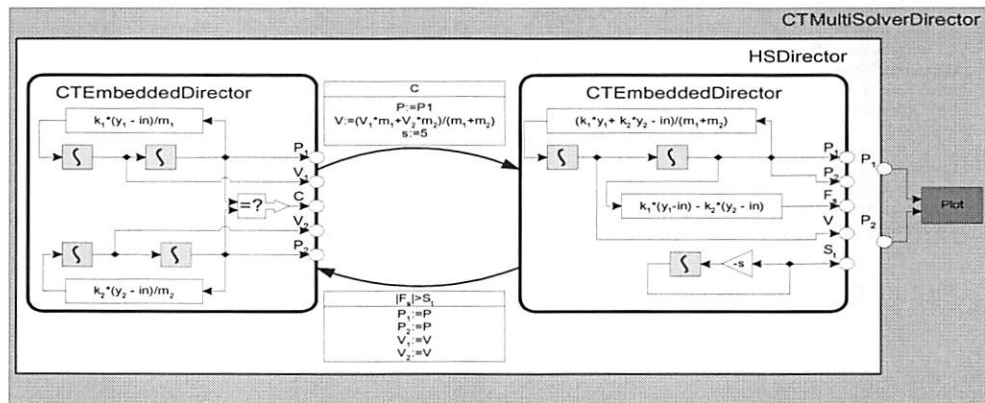 CTMultiSolverDirector
HSDirector
CTEmbeddedDirector
k₁*(y₁ - in)/m₁
∫ ∫
P₁
V₁
=?
C
V₂
∫ ∫
P₂
k₂*(y₂ - in)/m₂
C
P:=P1
V:=(V₁*m₁+V₂*m₂)/(m₁+m₂)
s:=5
|Fₛ|>Sₜ
P₁:=P
P₂:=P
V₁:=V
V₂:=V
CTEmbeddedDirector
(k₁*y₁+ k₂*y₂ - in)/(m₁+m₂)
∫ ∫
P₁
P₂
k₁*(y₁-in) - k₂*(y₂ - in)
Fₛ
V
∫ -s
Sₜ
P₁
P₂
Plot